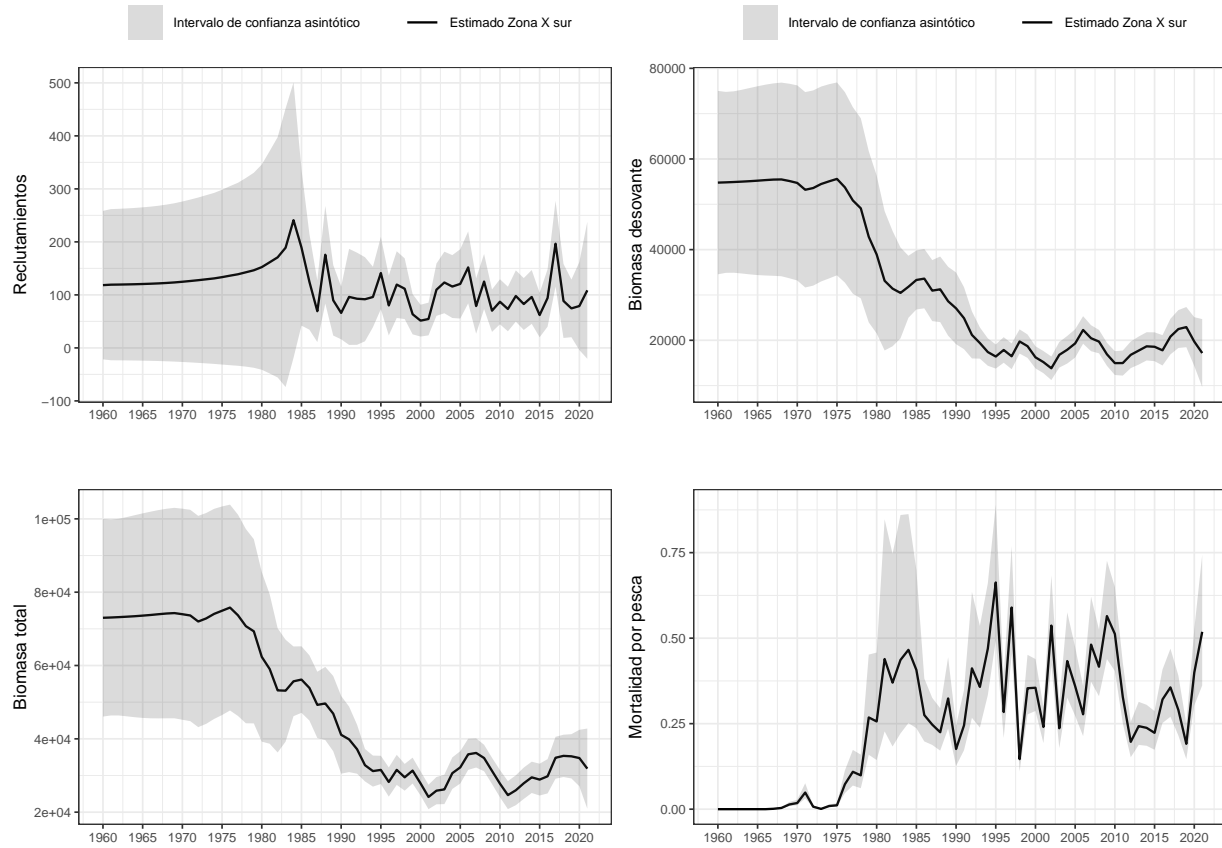 Intervalo de confianza asintótico
Estimado Zona X sur
Intervalo de confianza asintótico
Estimado Zona X sur
Reclutamientos
500
400
300
200
100
0
−100
1960 1965 1970 1975 1980 1985 1990 1995 2000 2005 2010 2015 2020
Biomasa desovante
80000
60000
40000
20000
1960 1965 1970 1975 1980 1985 1990 1995 2000 2005 2010 2015 2020
Biomasa total
1e+05
8e+04
6e+04
4e+04
2e+04
1960 1965 1970 1975 1980 1985 1990 1995 2000 2005 2010 2015 2020
Mortalidad por pesca
0.75
0.50
0.25
0.00
1960 1965 1970 1975 1980 1985 1990 1995 2000 2005 2010 2015 2020